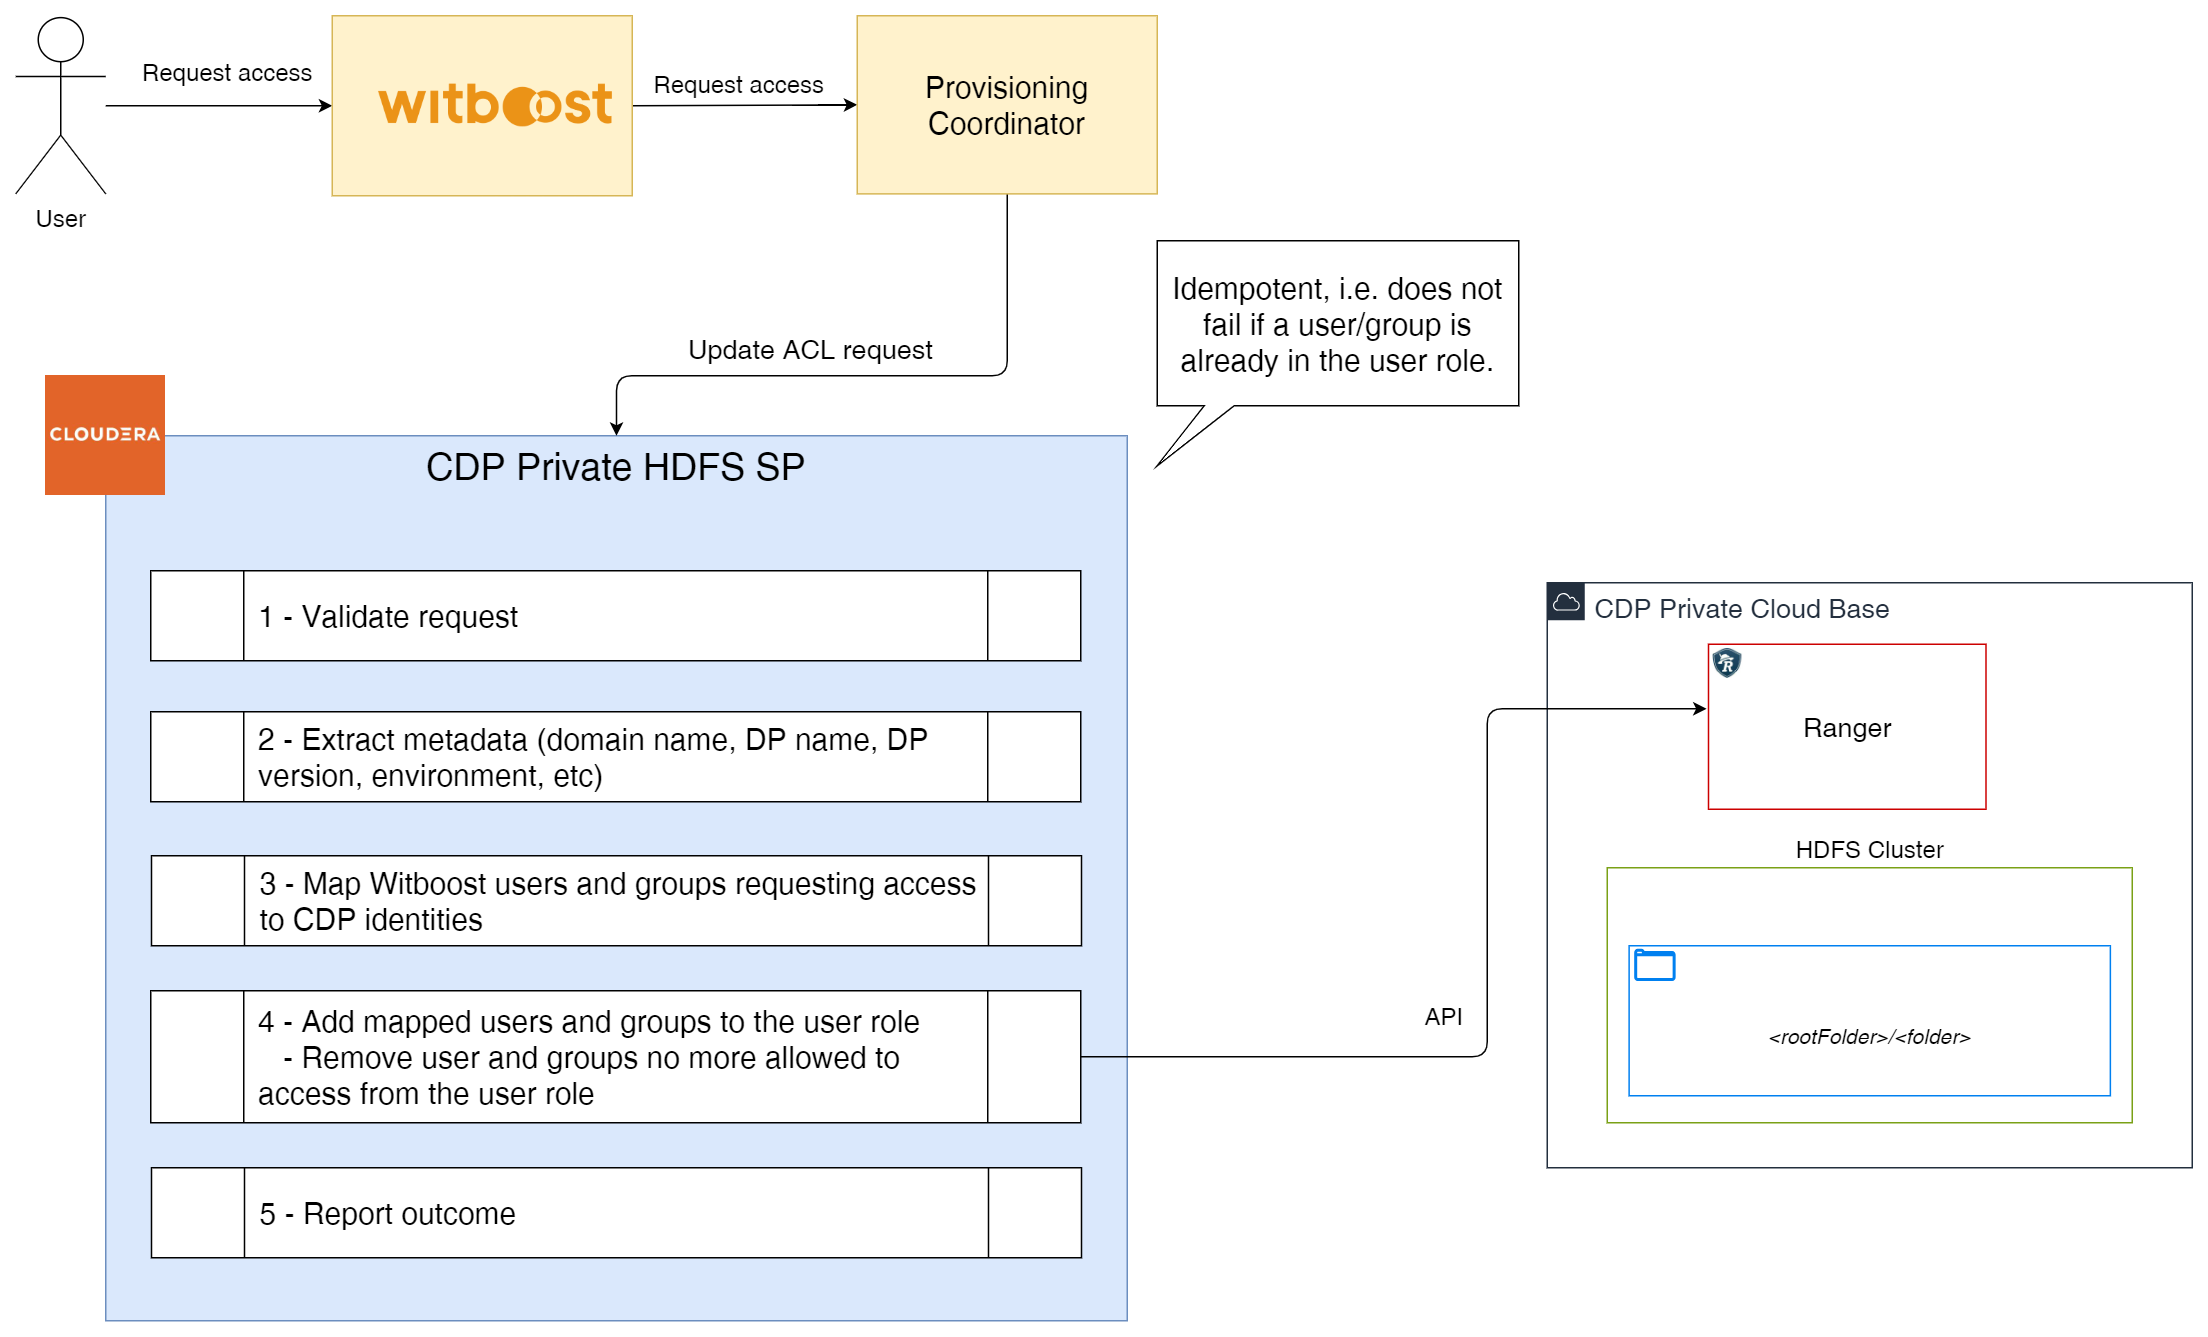 Request access
witboost
Request access
Provisioning
Coordinator
User
Idempotent, i.e. does not
fail if a user/group is
already in the user role.
Update ACL request
CLOUDERA
CDP Private HDFS SP
1 - Validate request
2 - Extract metadata (domain name, DP name, DP
version, environment, etc)
3 - Map Witboost users and groups requesting access
to CDP identities
4 - Add mapped users and groups to the user role
- Remove user and groups no more allowed to
access from the user role
5 - Report outcome
API
CDP Private Cloud Base
R
Ranger
HDFS Cluster
<rootFolder>/<folder>